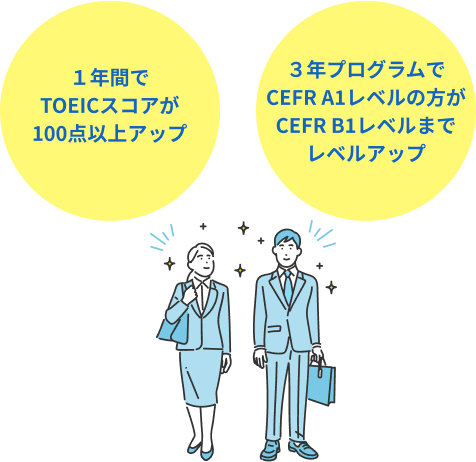 １年間で
TOEICスコアが
100点以上アップ
３年プログラムで
CEFR A1レベルの方が
CEFR B1レベルまで
レベルアップ